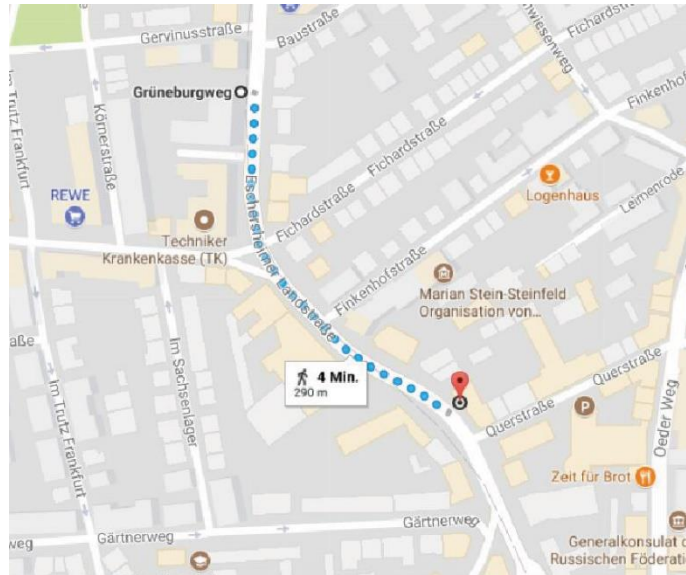 Gervinusstraße
Baustraße
Fichardstraße
Grüneburgweg
Im Trutz Frankfurt
Körnerstraße
Finkenhofstraße
REWE
Fichardstraße
Logenhaus
Leimenrode
Techniker
Krankenkasse (TK)
Eschersheimer Landstraße
Finkenhofstraße
Marian Stein-Steinfeld
Organisation von...
aße
Im Sachsenlager
4 Min.
290 m
Im Trutz Frankfurt
Querstraße
P
Querstraße
Oeder Weg
Zeit für Brot
weg
Gärtnerweg
Gärtnerweg
Generalkonsulat d
Russischen Föderati